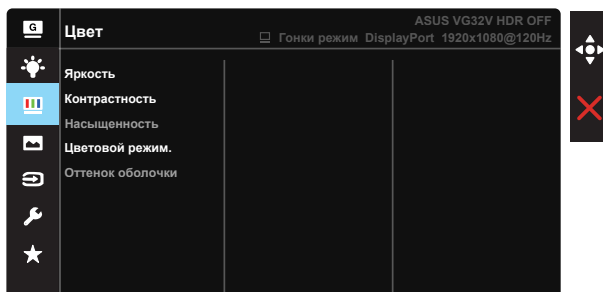 G
Цвет
ASUS VG32V HDR OFF
Гонки режим DisplayPort 1920x1080@120Hz
Яркость
Контрастность
Насыщенность
Цветовой режим.
Оттенок оболочки